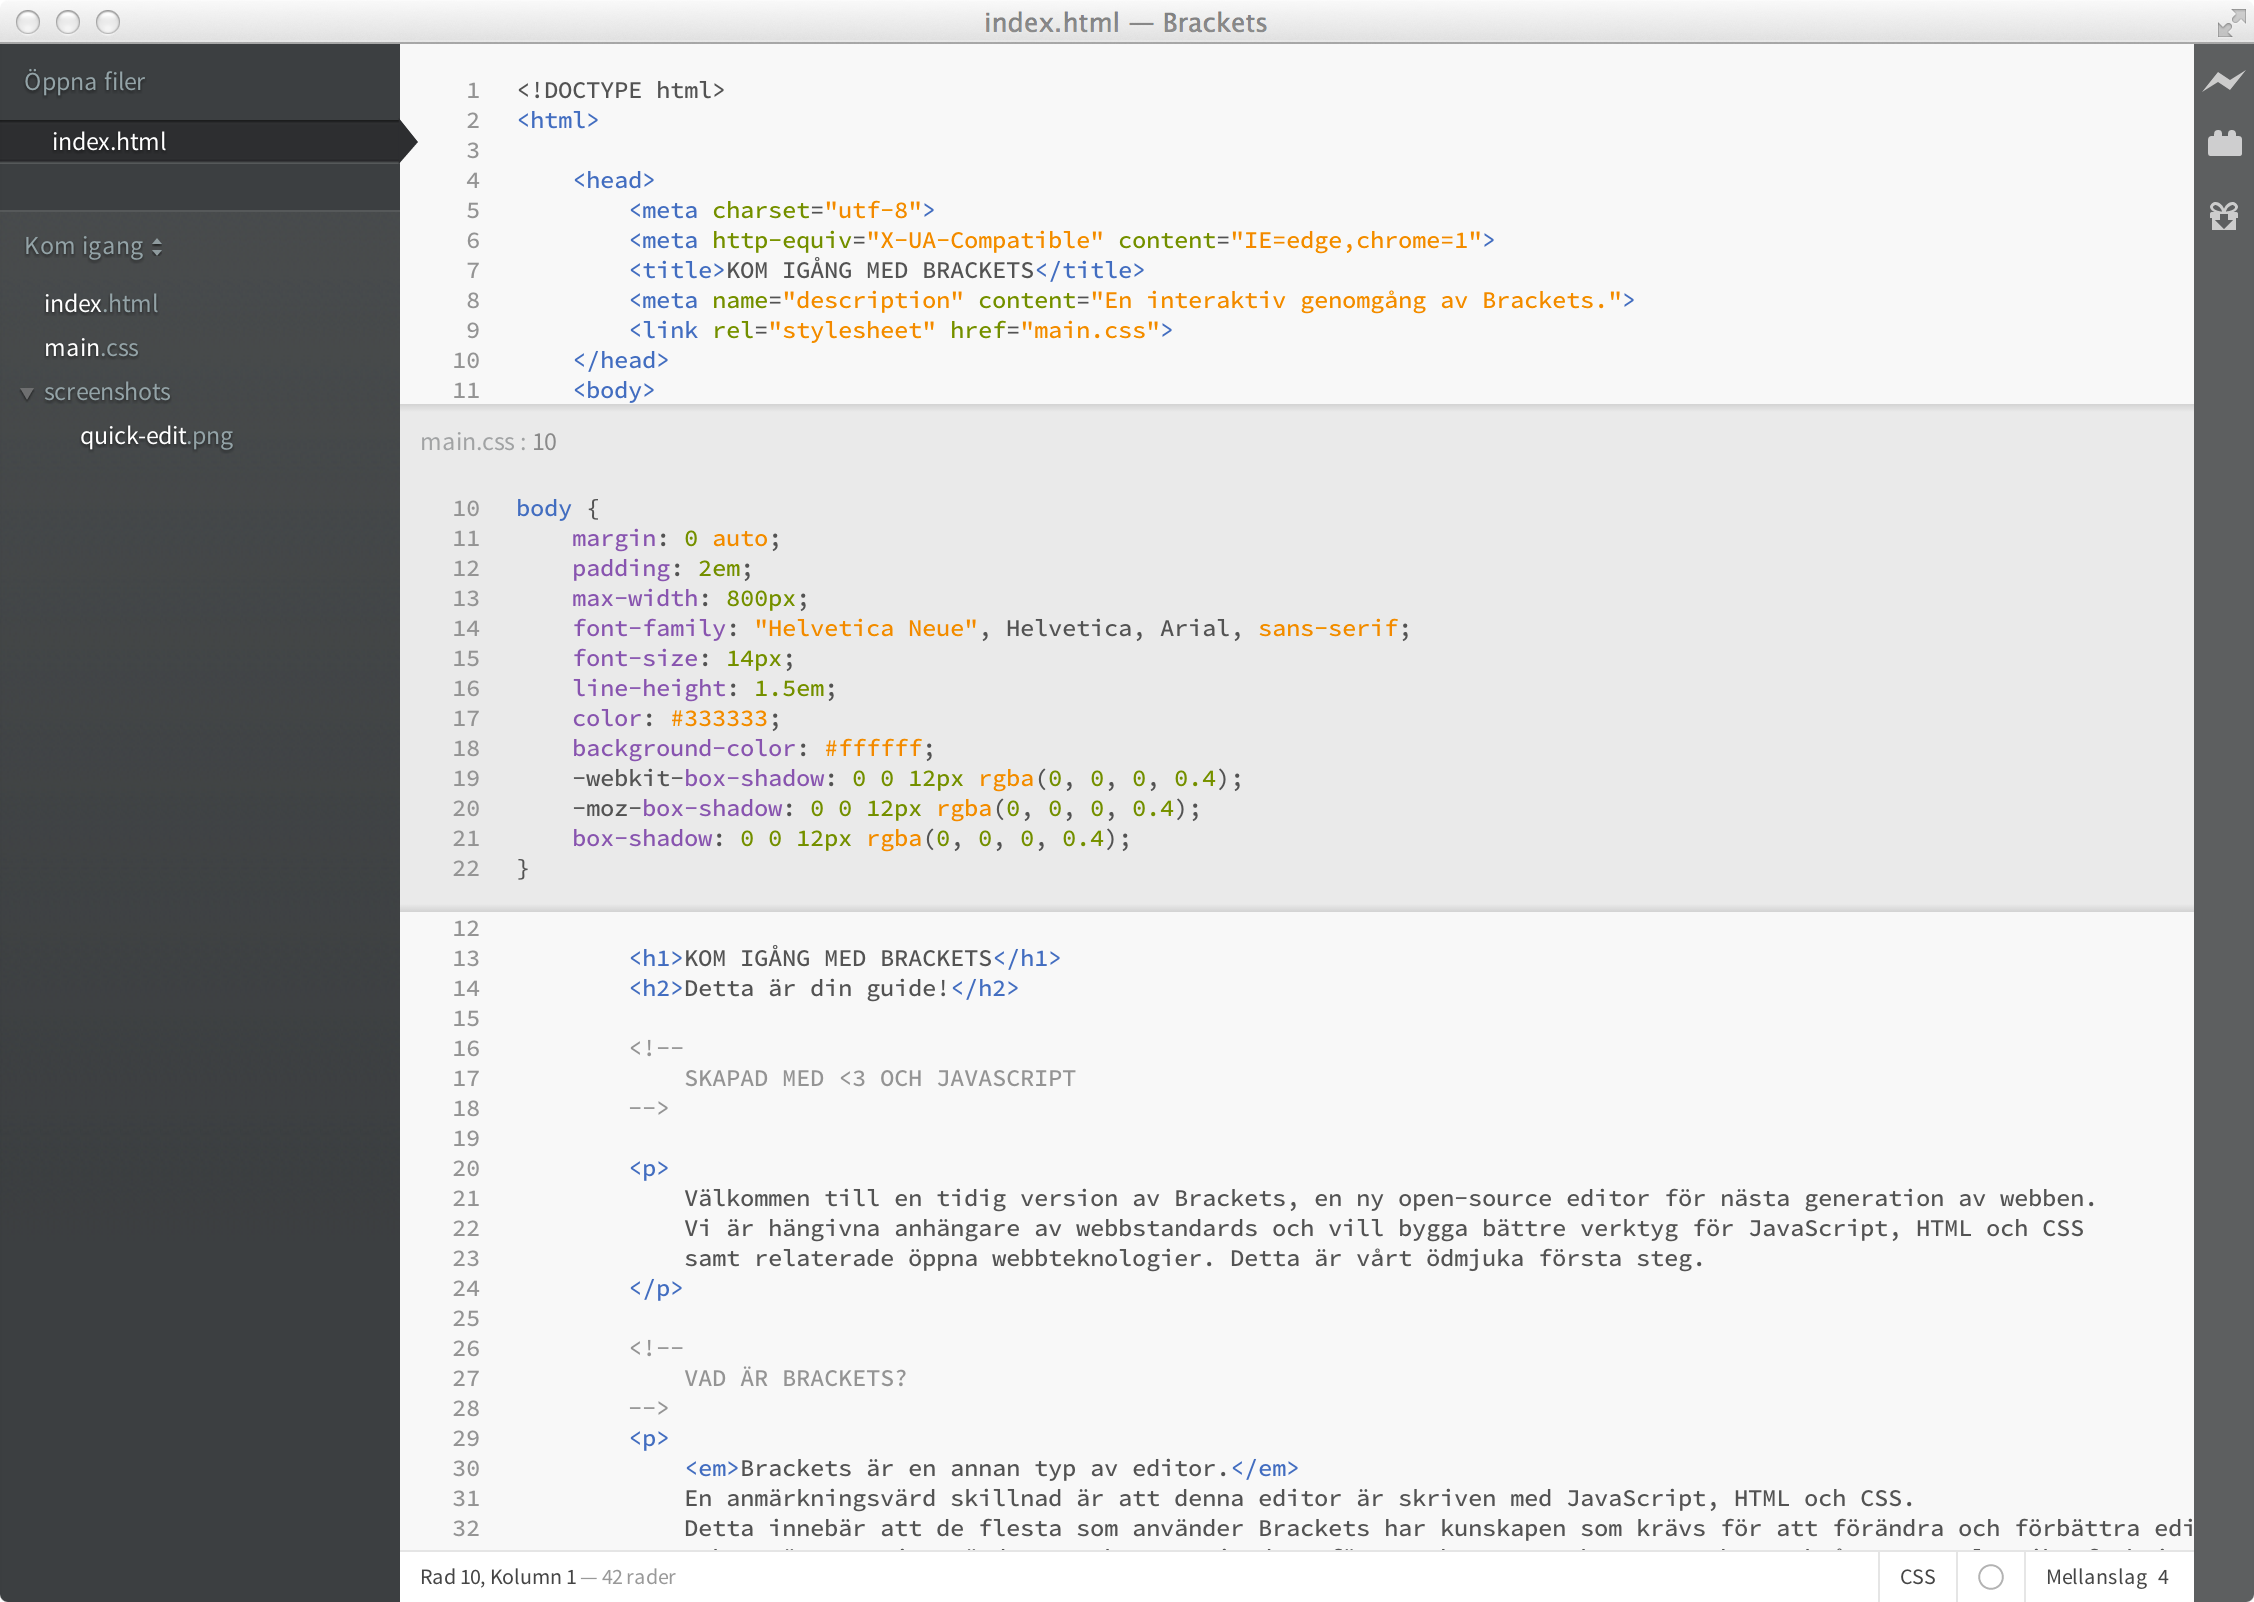 index.html — Brackets
Öppna filer
index.html
Kom igang
index.html
main.css
screenshots
quick-edit.png
1 <!DOCTYPE html>
2 <html>
3
4 <head>
5 <meta charset="utf-8">
6 <meta http-equiv="X-UA-Compatible" content="IE=edge,chrome=1">
7 <title>KOM IGÅNG MED BRACKETS</title>
8 <meta name="description" content="En interaktiv genomgång av Brackets.">
9 <link rel="stylesheet" href="main.css">
10 </head>
11 <body>
main.css : 10
10 body {
11 margin: 0 auto;
12 padding: 2em;
13 max-width: 800px;
14 font-family: "Helvetica Neue", Helvetica, Arial, sans-serif;
15 font-size: 14px;
16 line-height: 1.5em;
17 color: #333333;
18 background-color: #ffffff;
19 -webkit-box-shadow: 0 0 12px rgba(0, 0, 0, 0.4);
20 -moz-box-shadow: 0 0 12px rgba(0, 0, 0, 0.4);
21 box-shadow: 0 0 12px rgba(0, 0, 0, 0.4);
22 }
12
13 <h1>KOM IGÅNG MED BRACKETS</h1>
14 <h2>Detta är din guide!</h2>
15
16 <!--
17 SKAPAD MED <3 OCH JAVASCRIPT
18 -->
19
20 <p>
21 Välkommen till en tidig version av Brackets, en ny open-source editor för nästa generation av webben.
22 Vi är hängivna anhängare av webbstandards och vill bygga bättre verktyg för JavaScript, HTML och CSS
23 samt relaterade öppna webbteknologier. Detta är vårt ödmjuka första steg.
24 </p>
25
26 <!--
27 VAD ÄR BRACKETS?
28 -->
29 <p>
30 <em>Brackets är en annan typ av editor.</em>
31 En anmärkningsvärd skillnad är att denna editor är skriven med JavaScript, HTML och CSS.
32 Detta innebär att de flesta som använder Brackets har kunskapen som krävs för att förändra och förbättra edi
Rad 10, Kolumn 1 — 42 rader
CSS
Mellanslag 4